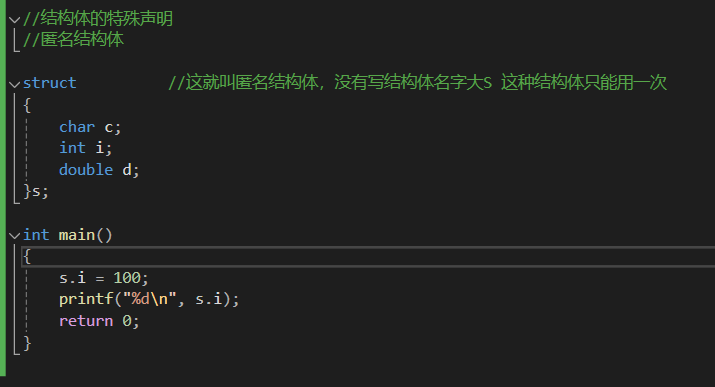 //结构体的特殊声明
//匿名结构体
struct //这就叫匿名结构体，没有写结构体名字大S 这种结构体只能用一次
{
char c;
int i;
double d;
}s;
int main()
{
s.i = 100;
printf("%d\n", s.i);
return 0;
}